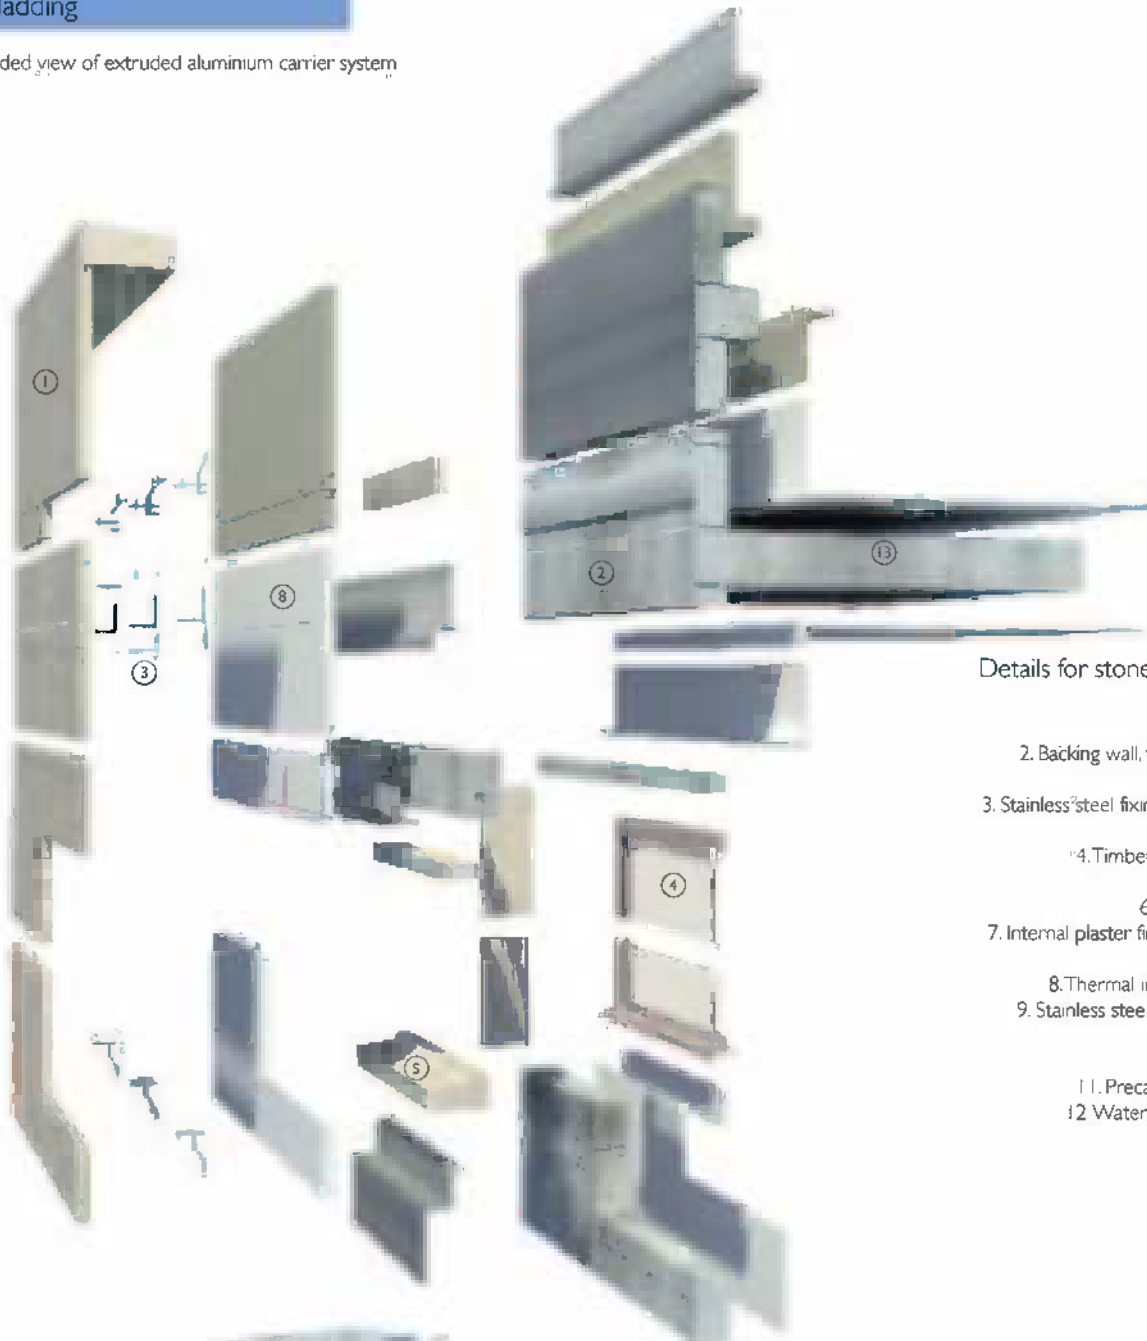 ladding
ded view of extruded aluminium carrier system
1
8
2
13
3
Details for stone
2. Backing wall,
3. Stainless steel fixin
4. Timbe
4
7. Internal plaster fi
8. Thermal i
9. Stainless stee
5
11. Preca
12 Water